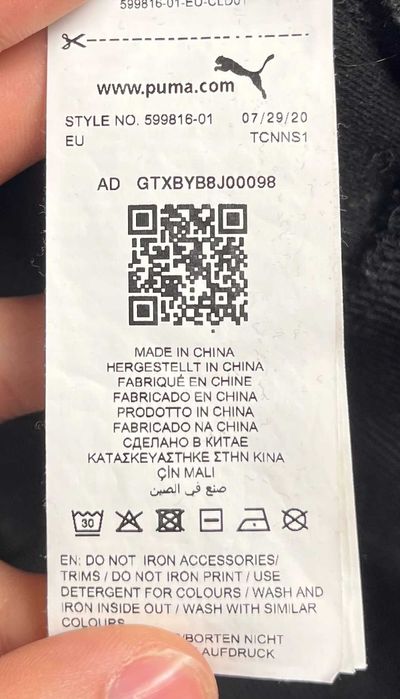 599816-01-EU-CLD01
www.puma.com
STYLE NO. 599816-01 07/29/20
EU TCNNS1
AD GTXBYB8J00098
MADE IN CHINA
HERGESTELLT IN CHINA
FABRIQUÉ EN CHINE
FABRICADO EN CHINA
PRODOTTO IN CHINA
FABRICADO NA CHINA
СДЕЛАНО В КИТАЕ
ΚΑΤΑΣΚΕΥΑΣΤΗΚΕ ΣΤΗΝ ΚΙΝΑ
ÇİN MALI
صنع في الصين
30
EN: DO NOT IRON ACCESSORIES/
TRIMS / DO NOT IRON PRINT / USE
DETERGENT FOR COLOURS / WASH AND
IRON INSIDE OUT / WASH WITH SIMILAR
COLOURS
/BORTEN NICHT
AUFDRUCK